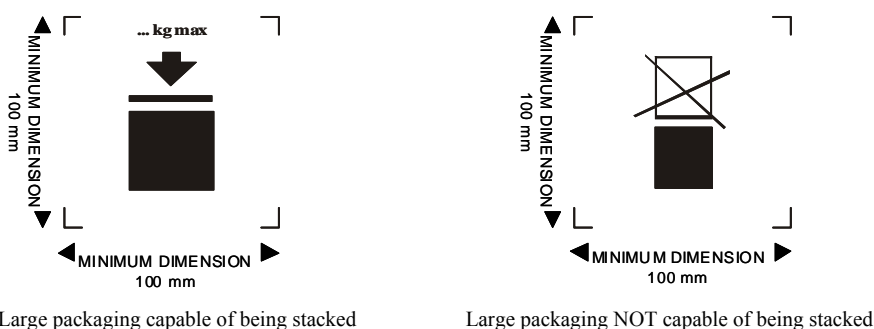 ... kg max
MINIMUM DIMENSION
100 mm
MINIMUM DIMENSION
100 mm
Large packaging capable of being stacked
MINIMUM DIMENSION
100 mm
MINIMUM DIMENSION
100 mm
Large packaging NOT capable of being stacked